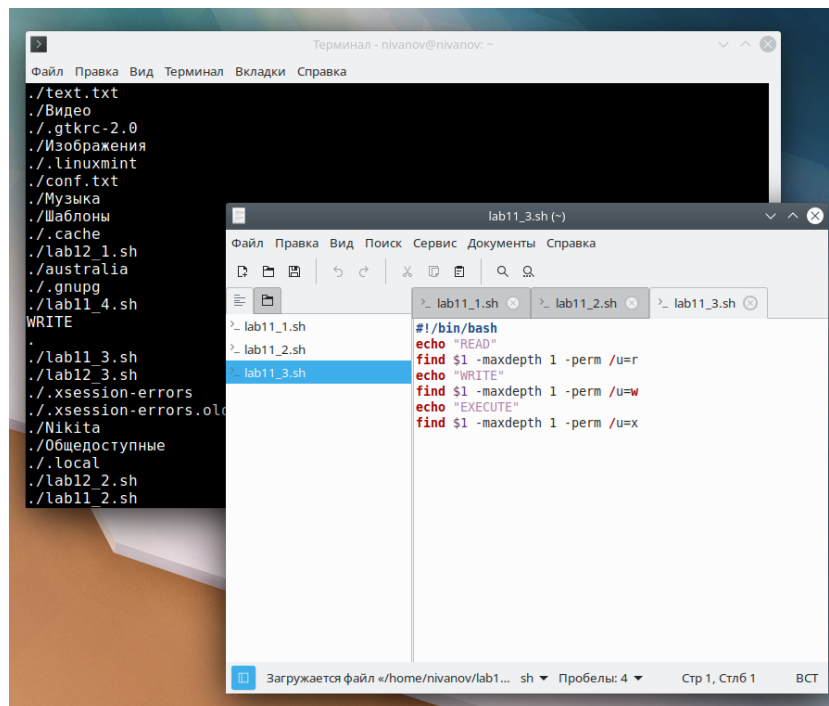 Терминал - nivanov@nivanov: ~
Файл Правка Вид Терминал Вкладки Справка
./text.txt
./Видео
./.gtkrc-2.0
./Изображения
./.linuxmint
./conf.txt
./Музыка
./Шаблоны
./.cache
./lab12_1.sh
./australia
./.gnupg
./lab11_4.sh
WRITE
.
./lab11_3.sh
./lab12_3.sh
./.xsession-errors
./.xsession-errors.old
./Nikita
./Общедоступные
./.local
./lab12_2.sh
./lab11_2.sh
lab11_3.sh (~)
Файл Правка Вид Поиск Сервис Документы Справка
lab11_1.sh lab11_2.sh lab11_3.sh
lab11_1.sh
lab11_2.sh
lab11_3.sh
#!/bin/bash
echo "READ"
find $1 -maxdepth 1 -perm /u=r
echo "WRITE"
find $1 -maxdepth 1 -perm /u=w
echo "EXECUTE"
find $1 -maxdepth 1 -perm /u=x
Загружается файл «/home/nivanov/lab1... sh Пробелы: 4 Стр 1, Стлб 1 ВСТ